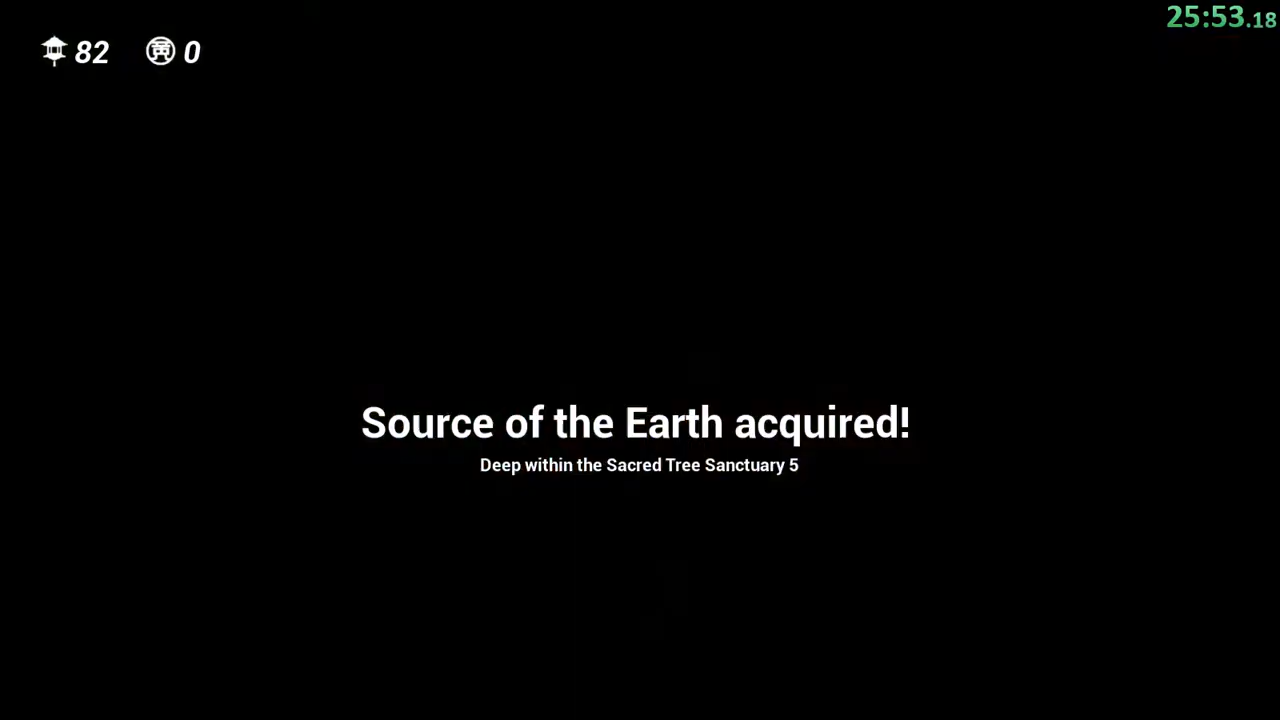 25:53.18
82 0
Source of the Earth acquired!
Deep within the Sacred Tree Sanctuary 5